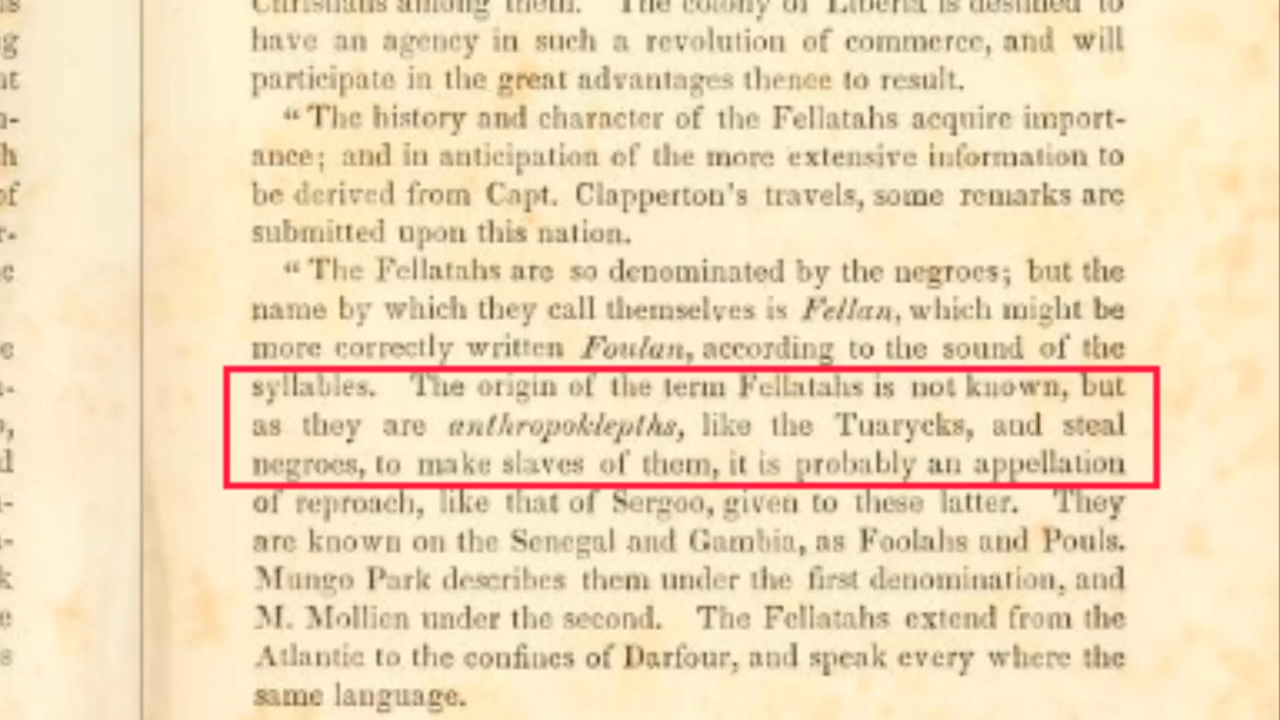 Christians among them. The colony of Liberia is destined to
have an agency in such a revolution of commerce, and will
participate in the great advantages thence to result.
“The history and character of the Fellatahs acquire import-
ance; and in anticipation of the more extensive information to
be derived from Capt. Clapperton's travels, some remarks are
submitted upon this nation.
“The Fellatahs are so denominated by the negroes; but the
name by which they call themselves is Fellan, which might be
more correctly written Foulan, according to the sound of the
syllables. The origin of the term Fellatahs is not known, but
as they are anthropoklepths, like the Tuarycks, and steal
negroes, to make slaves of them, it is probably an appellation
of reproach, like that of Sergoo, given to these latter. They
are known on the Senegal and Gambia, as Foolahs and Pouls.
Mungo Park describes them under the first denomination, and
M. Mollien under the second. The Fellatahs extend from the
Atlantic to the confines of Darfour, and speak every where the
same language.